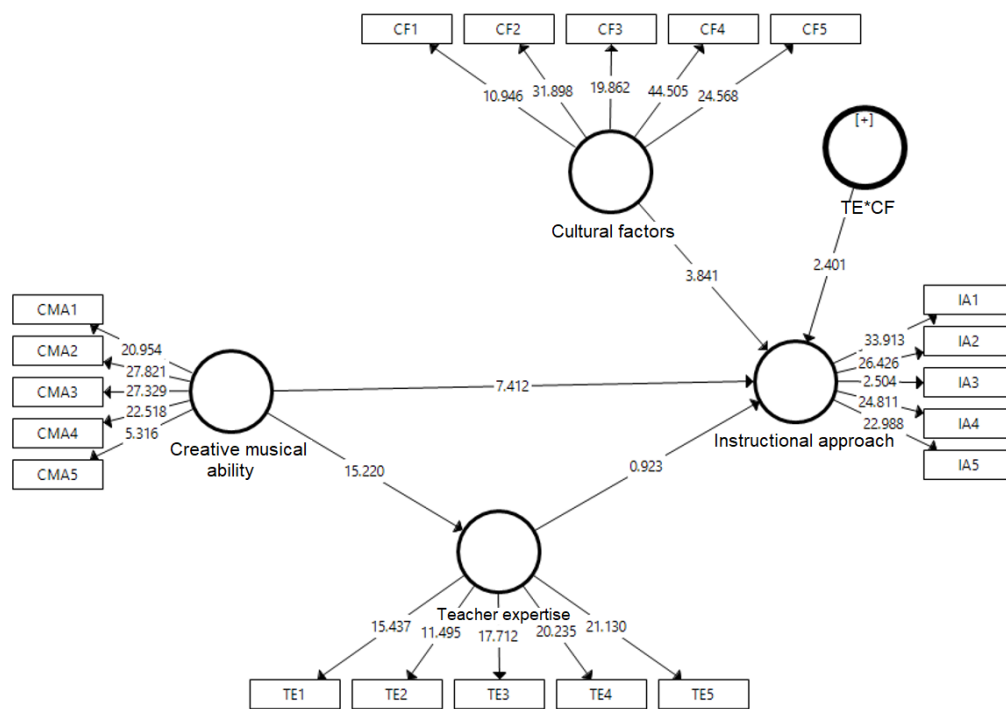 CF1 CF2 CF3 CF4 CF5
10.946 31.898 19.862 44.505 24.568
[+]
TE*CF
Cultural factors
3.841
2.401
CMA1
CMA2
CMA3
CMA4
CMA5
20.954
27.821
27.329
22.518
5.316
Creative musical
ability
7.412
15.220
0.923
IA1
IA2
IA3
IA4
IA5
33.913
26.426
2.504
24.811
22.988
Instructional approach
Teacher expertise
15.437 11.495 17.712 20.235 21.130
TE1 TE2 TE3 TE4 TE5